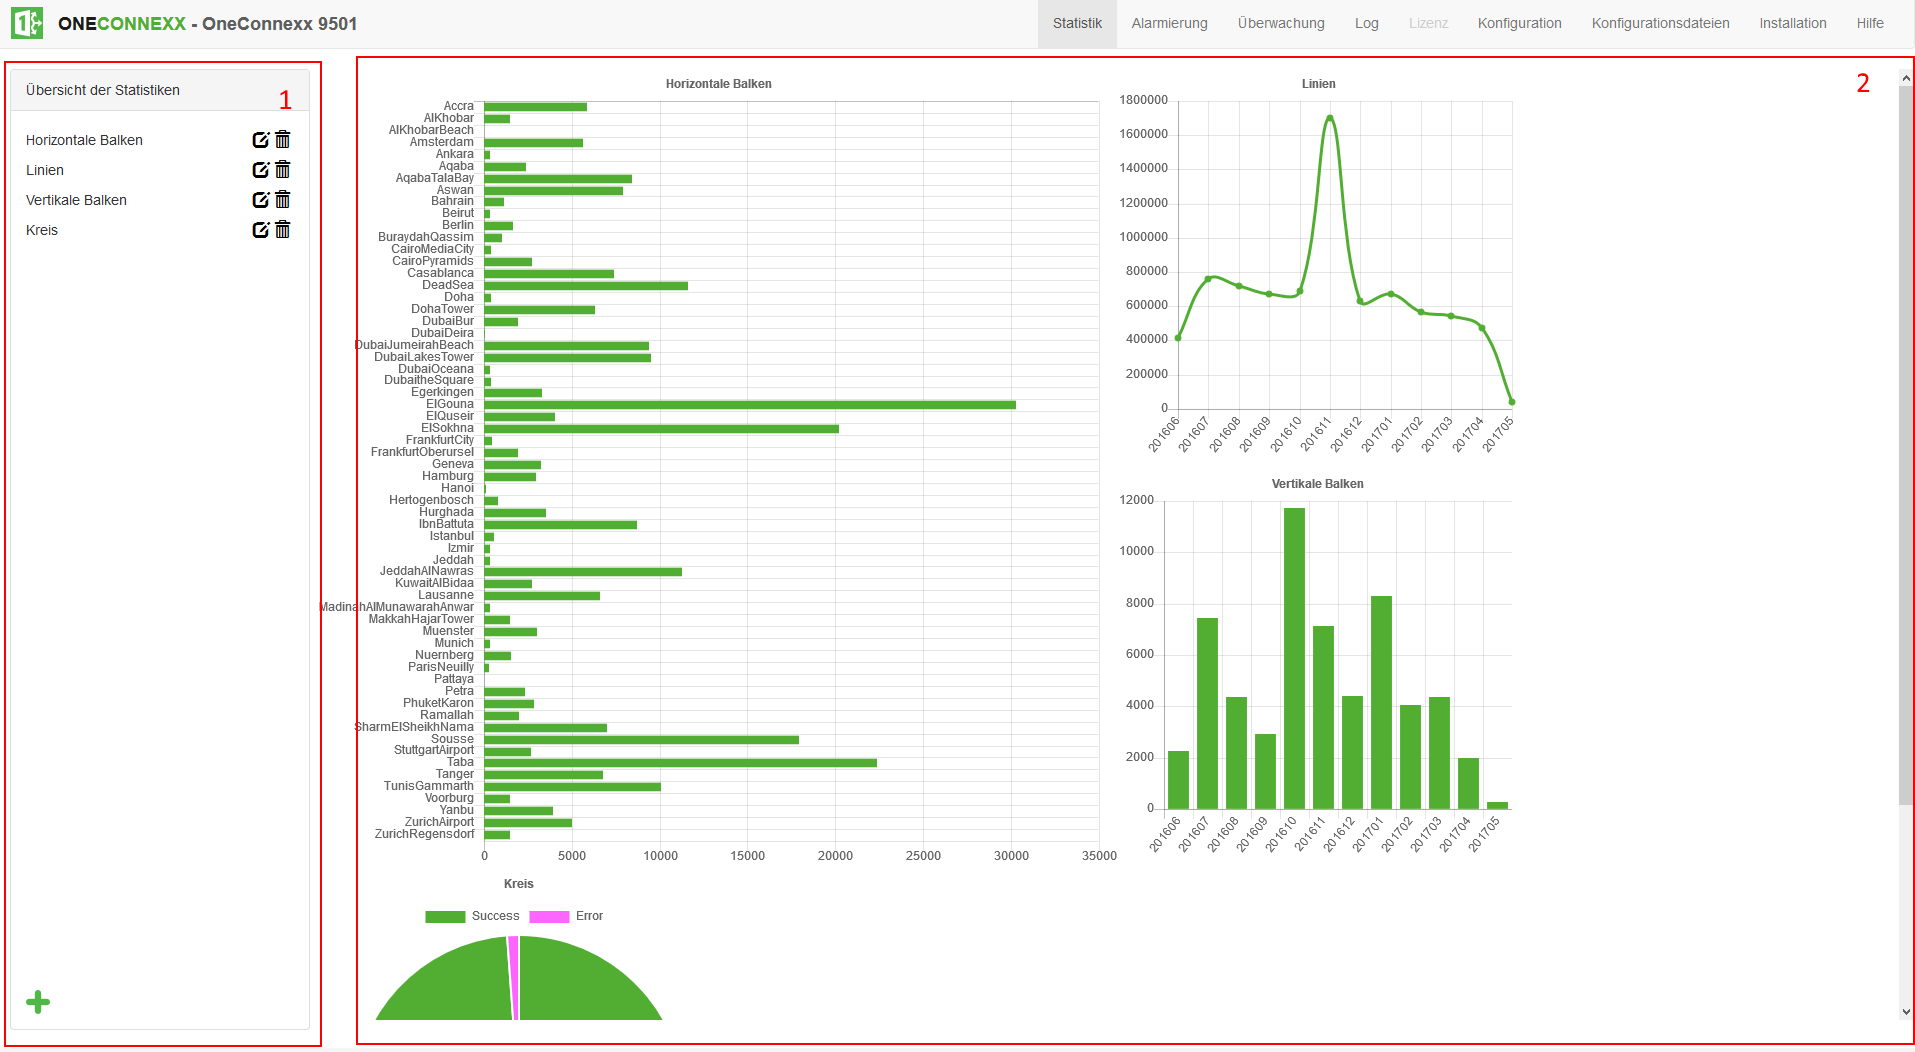 ONECONNEXX - OneConnexx 9501
Statistik Alarmierung Überwachung Log Lizenz Konfiguration Konfigurationsdateien Installation Hilfe
Übersicht der Statistiken
1
Horizontale Balken
Linien
Vertikale Balken
Kreis
2
Horizontale Balken
Accra
AlKhobar
AlKhobarBeach
Amsterdam
Ankara
Aqaba
AqabaTalaBay
Aswan
Bahrain
Beirut
Berlin
BuraydahQassim
CairoMediaCity
CairoPyramids
Casablanca
DeadSea
Doha
DohaTower
DubaiBur
DubaiDeira
DubaiJumeirahBeach
DubaiLakesTower
DubaiOceana
DubaitheSquare
Egerkingen
ElGouna
ElQuseir
ElSokhna
FrankfurtCity
FrankfurtOberursel
Geneva
Hamburg
Hanoi
Hertogenbosch
Hurghada
IbnBattuta
Istanbul
Izmir
Jeddah
JeddahAlNawras
KuwaitAlBidaa
Lausanne
MadinahAlMunawarahAnwar
MakkahHajarTower
Muenster
Munich
Nuernberg
ParisNeuilly
Pattaya
Petra
PhuketKaron
Ramallah
SharmElSheikhNama
Sousse
StuttgartAirport
Taba
Tanger
TunisGammarth
Voorburg
Yanbu
ZurichAirport
ZurichRegensdorf
0 5000 10000 15000 20000 25000 30000 35000
Linien
1800000
1600000
1400000
1200000
1000000
800000
600000
400000
200000
0
201606 201607 201608 201609 201610 201611 201612 201701 201702 201703 201704 201705
Vertikale Balken
12000
10000
8000
6000
4000
2000
0
201606 201607 201608 201609 201610 201611 201612 201701 201702 201703 201704 201705
Kreis
Success Error